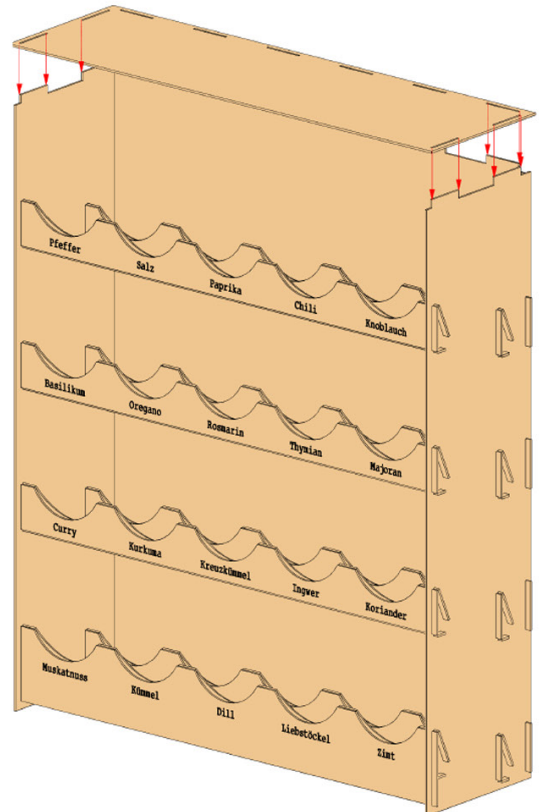 Pfeffer Salz Paprika Chili Knoblauch
Basilikum Oregano Rosmarin Thymian Majoran
Curry Kurkuma Kreuzkümmel Ingwer Koriander
Muskatnuss Kümmel Dill Liebstöckel Zimt